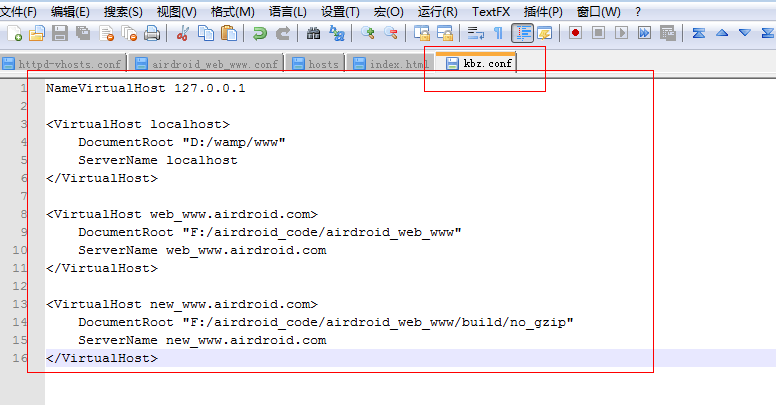 文件(F) 编辑(E) 搜索(S) 视图(V) 格式(M) 语言(L) 设置(T) 宏(O) 运行(R) TextFX 插件(P) 窗口(W) ?
httpd-vhosts.conf airdroid_web_www.conf hosts index.html kbz.conf
1 NameVirtualHost 127.0.0.1
2
3 <VirtualHost localhost>
4 DocumentRoot "D:/wamp/www"
5 ServerName localhost
6 </VirtualHost>
7
8 <VirtualHost web_www.airdroid.com>
9 DocumentRoot "F:/airdroid_code/airdroid_web_www"
10 ServerName web_www.airdroid.com
11 </VirtualHost>
12
13 <VirtualHost new_www.airdroid.com>
14 DocumentRoot "F:/airdroid_code/airdroid_web_www/build/no_gzip"
15 ServerName new_www.airdroid.com
16 </VirtualHost>